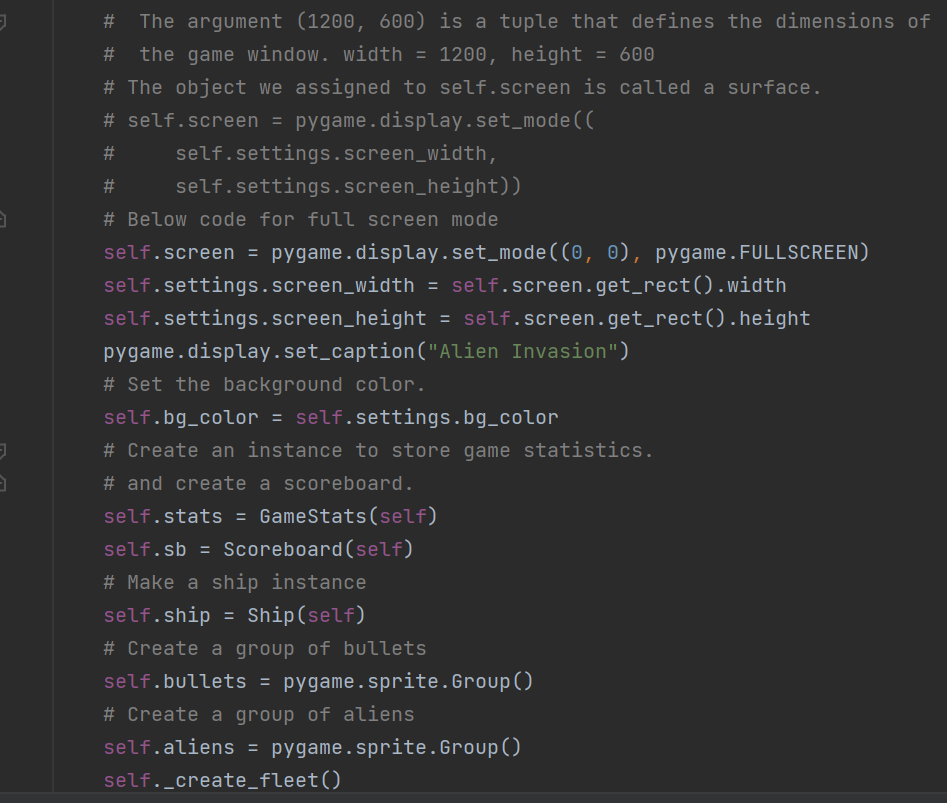 #  The argument (1200, 600) is a tuple that defines the dimensions of
#  the game window. width = 1200, height = 600
# The object we assigned to self.screen is called a surface.
# self.screen = pygame.display.set_mode((
#     self.settings.screen_width,
#     self.settings.screen_height))
# Below code for full screen mode
self.screen = pygame.display.set_mode((0, 0), pygame.FULLSCREEN)
self.settings.screen_width = self.screen.get_rect().width
self.settings.screen_height = self.screen.get_rect().height
pygame.display.set_caption("Alien Invasion")
# Set the background color.
self.bg_color = self.settings.bg_color
# Create an instance to store game statistics.
# and create a scoreboard.
self.stats = GameStats(self)
self.sb = Scoreboard(self)
# Make a ship instance
self.ship = Ship(self)
# Create a group of bullets
self.bullets = pygame.sprite.Group()
# Create a group of aliens
self.aliens = pygame.sprite.Group()
self._create_fleet()